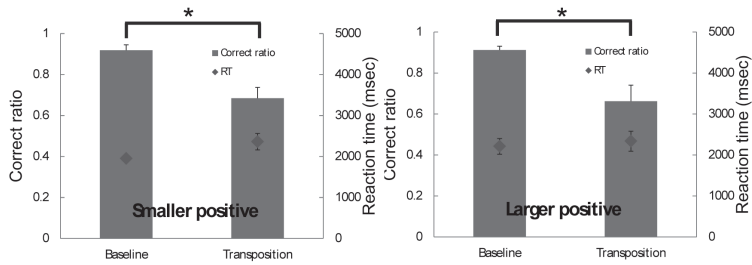 *
1
0.8
0.6
0.4
0.2
0
Correct ratio
Correct ratio
RT
5000
4000
3000
2000
1000
0
Reaction time (msec)
Smaller positive
Baseline Transposition
*
1
0.8
0.6
0.4
0.2
0
Correct ratio
Correct ratio
RT
5000
4000
3000
2000
1000
0
Reaction time (msec)
Larger positive
Baseline Transposition